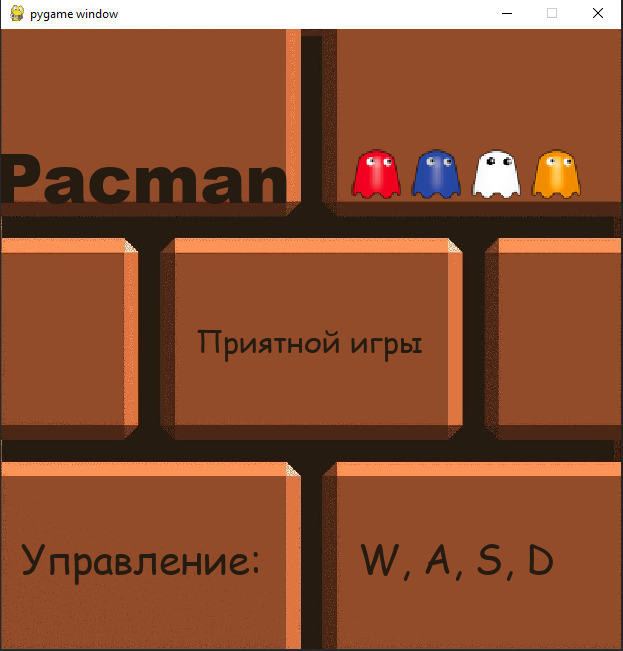 pygame window
Pacman
Приятной игры
Управление: W, A, S, D